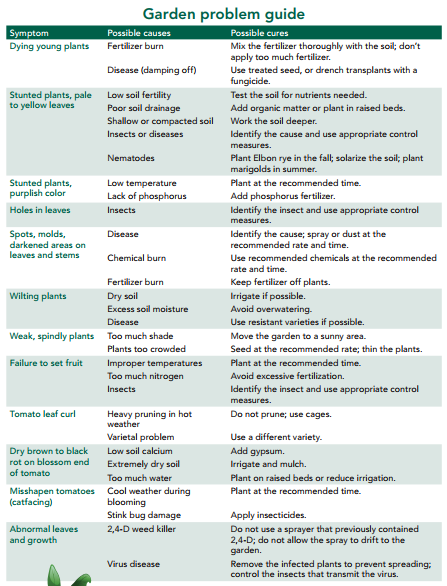 Garden problem guide
Symptom Possible causes Possible cures
Dying young plants Fertilizer burn Mix the fertilizer thoroughly with the soil; don't
apply too much fertilizer.
Disease (damping off) Use treated seed, or drench transplants with a
fungicide.
Stunted plants, pale Low soil fertility Test the soil for nutrients needed.
to yellow leaves Poor soil drainage Add organic matter or plant in raised beds.
Shallow or compacted soil Work the soil deeper.
Insects or diseases Identify the cause and use appropriate control
measures.
Nematodes Plant Elbon rye in the fall; solarize the soil; plant
marigolds in summer.
Stunted plants, Low temperature Plant at the recommended time.
purplish color Lack of phosphorus Add phosphorus fertilizer.
Holes in leaves Insects Identify the insect and use appropriate control
measures.
Spots, molds, Disease Identify the cause; spray or dust at the
darkened areas on recommended rate and time.
leaves and stems Chemical burn Use recommended chemicals at the recommended
rate and time.
Fertilizer burn Keep fertilizer off plants.
Wilting plants Dry soil Irrigate if possible.
Excess soil moisture Avoid overwatering.
Disease Use resistant varieties if possible.
Weak, spindly plants Too much shade Move the garden to a sunny area.
Plants too crowded Seed at the recommended rate; thin the plants.
Failure to set fruit Improper temperatures Plant at the recommended time.
Too much nitrogen Avoid excessive fertilization.
Insects Identify the insect and use appropriate control
measures.
Tomato leaf curl Heavy pruning in hot Do not prune; use cages.
weather
Varietal problem Use a different variety.
Dry brown to black Low soil calcium Add gypsum.
rot on blossom end Extremely dry soil Irrigate and mulch.
of tomato Too much water Plant on raised beds or reduce irrigation.
Misshapen tomatoes Cool weather during Plant at the recommended time.
(catfacing) blooming
Stink bug damage Apply insecticides.
Abnormal leaves 2,4-D weed killer Do not use a sprayer that previously contained
and growth 2,4-D; do not allow the spray to drift to the
garden.
Virus disease Remove the infected plants to prevent spreading;
control the insects that transmit the virus.